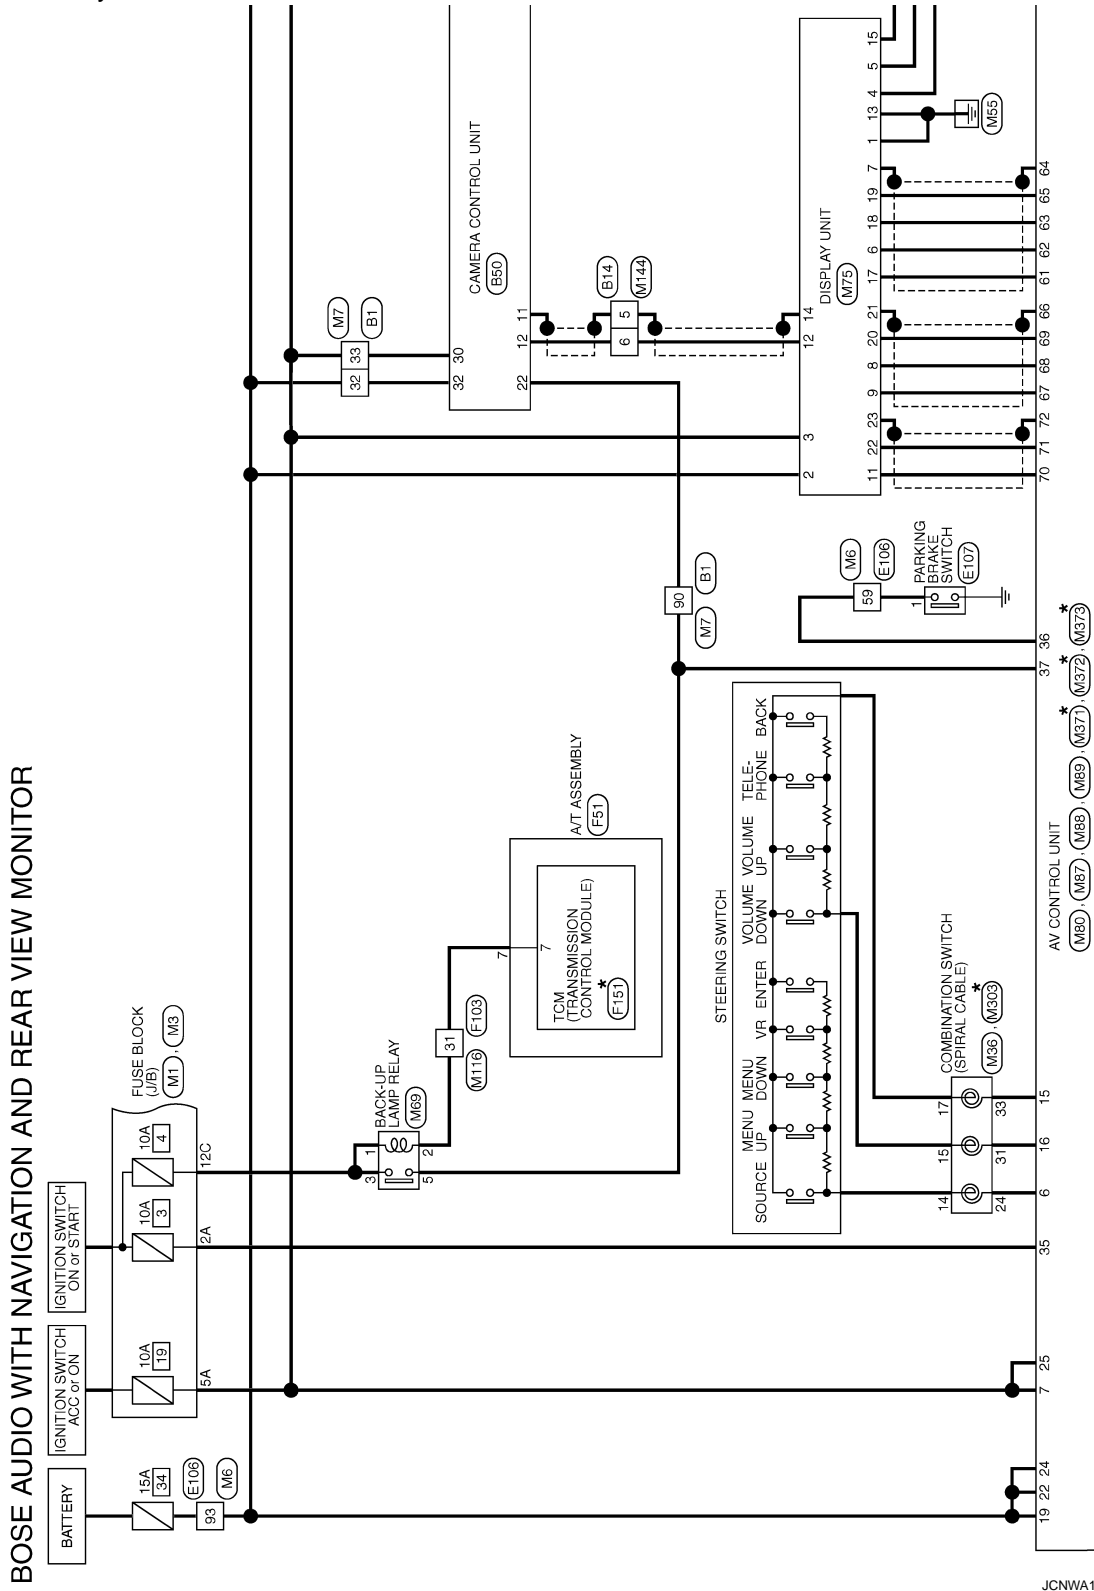 BOSE AUDIO WITH NAVIGATION AND REAR VIEW MONITOR
BATTERY
IGNITION SWITCH
ACC or ON
IGNITION SWITCH
ON or START
15A
34
10A
19
10A
3
10A
4
FUSE BLOCK
(J/B)
M1 , M3
93
E106
M6
5A
2A
12C
3
1
5
2
BACK-UP
LAMP RELAY
M69
31
M116
F103
7
7
TCM
(TRANSMISSION
CONTROL MODULE)
F151
*
A/T ASSEMBLY
F51
32
33
M7
B1
32
30
CAMERA CONTROL UNIT
B50
22
12
11
6
5
B14
M144
90
M7
B1
2
3
12
14
DISPLAY UNIT
M75
11
22
23
9
8
20
21
17
6
18
19
7
1
13
4
5
15
M55
STEERING SWITCH
SOURCE
MENU
UP
MENU
DOWN
VR
ENTER
VOLUME
DOWN
VOLUME
UP
TELE-
PHONE
BACK
14
15
17
24
31
33
COMBINATION SWITCH
(SPIRAL CABLE)
M36 , M303
*
59
M6
E106
1
PARKING
BRAKE
SWITCH
E107
19
22
24
7
25
35
6
16
15
37
36
70
71
72
67
68
69
66
61
62
63
65
64
AV CONTROL UNIT
M80 , M87 , M88 , M89 , M371 * , M372 * , M373 *
JCNWA1